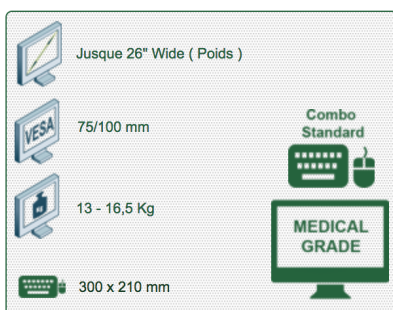 Jusque 26" Wide ( Poids )
VESA
75/100 mm
13 - 16,5 Kg
300 x 210 mm
Combo
Standard
MEDICAL
GRADE